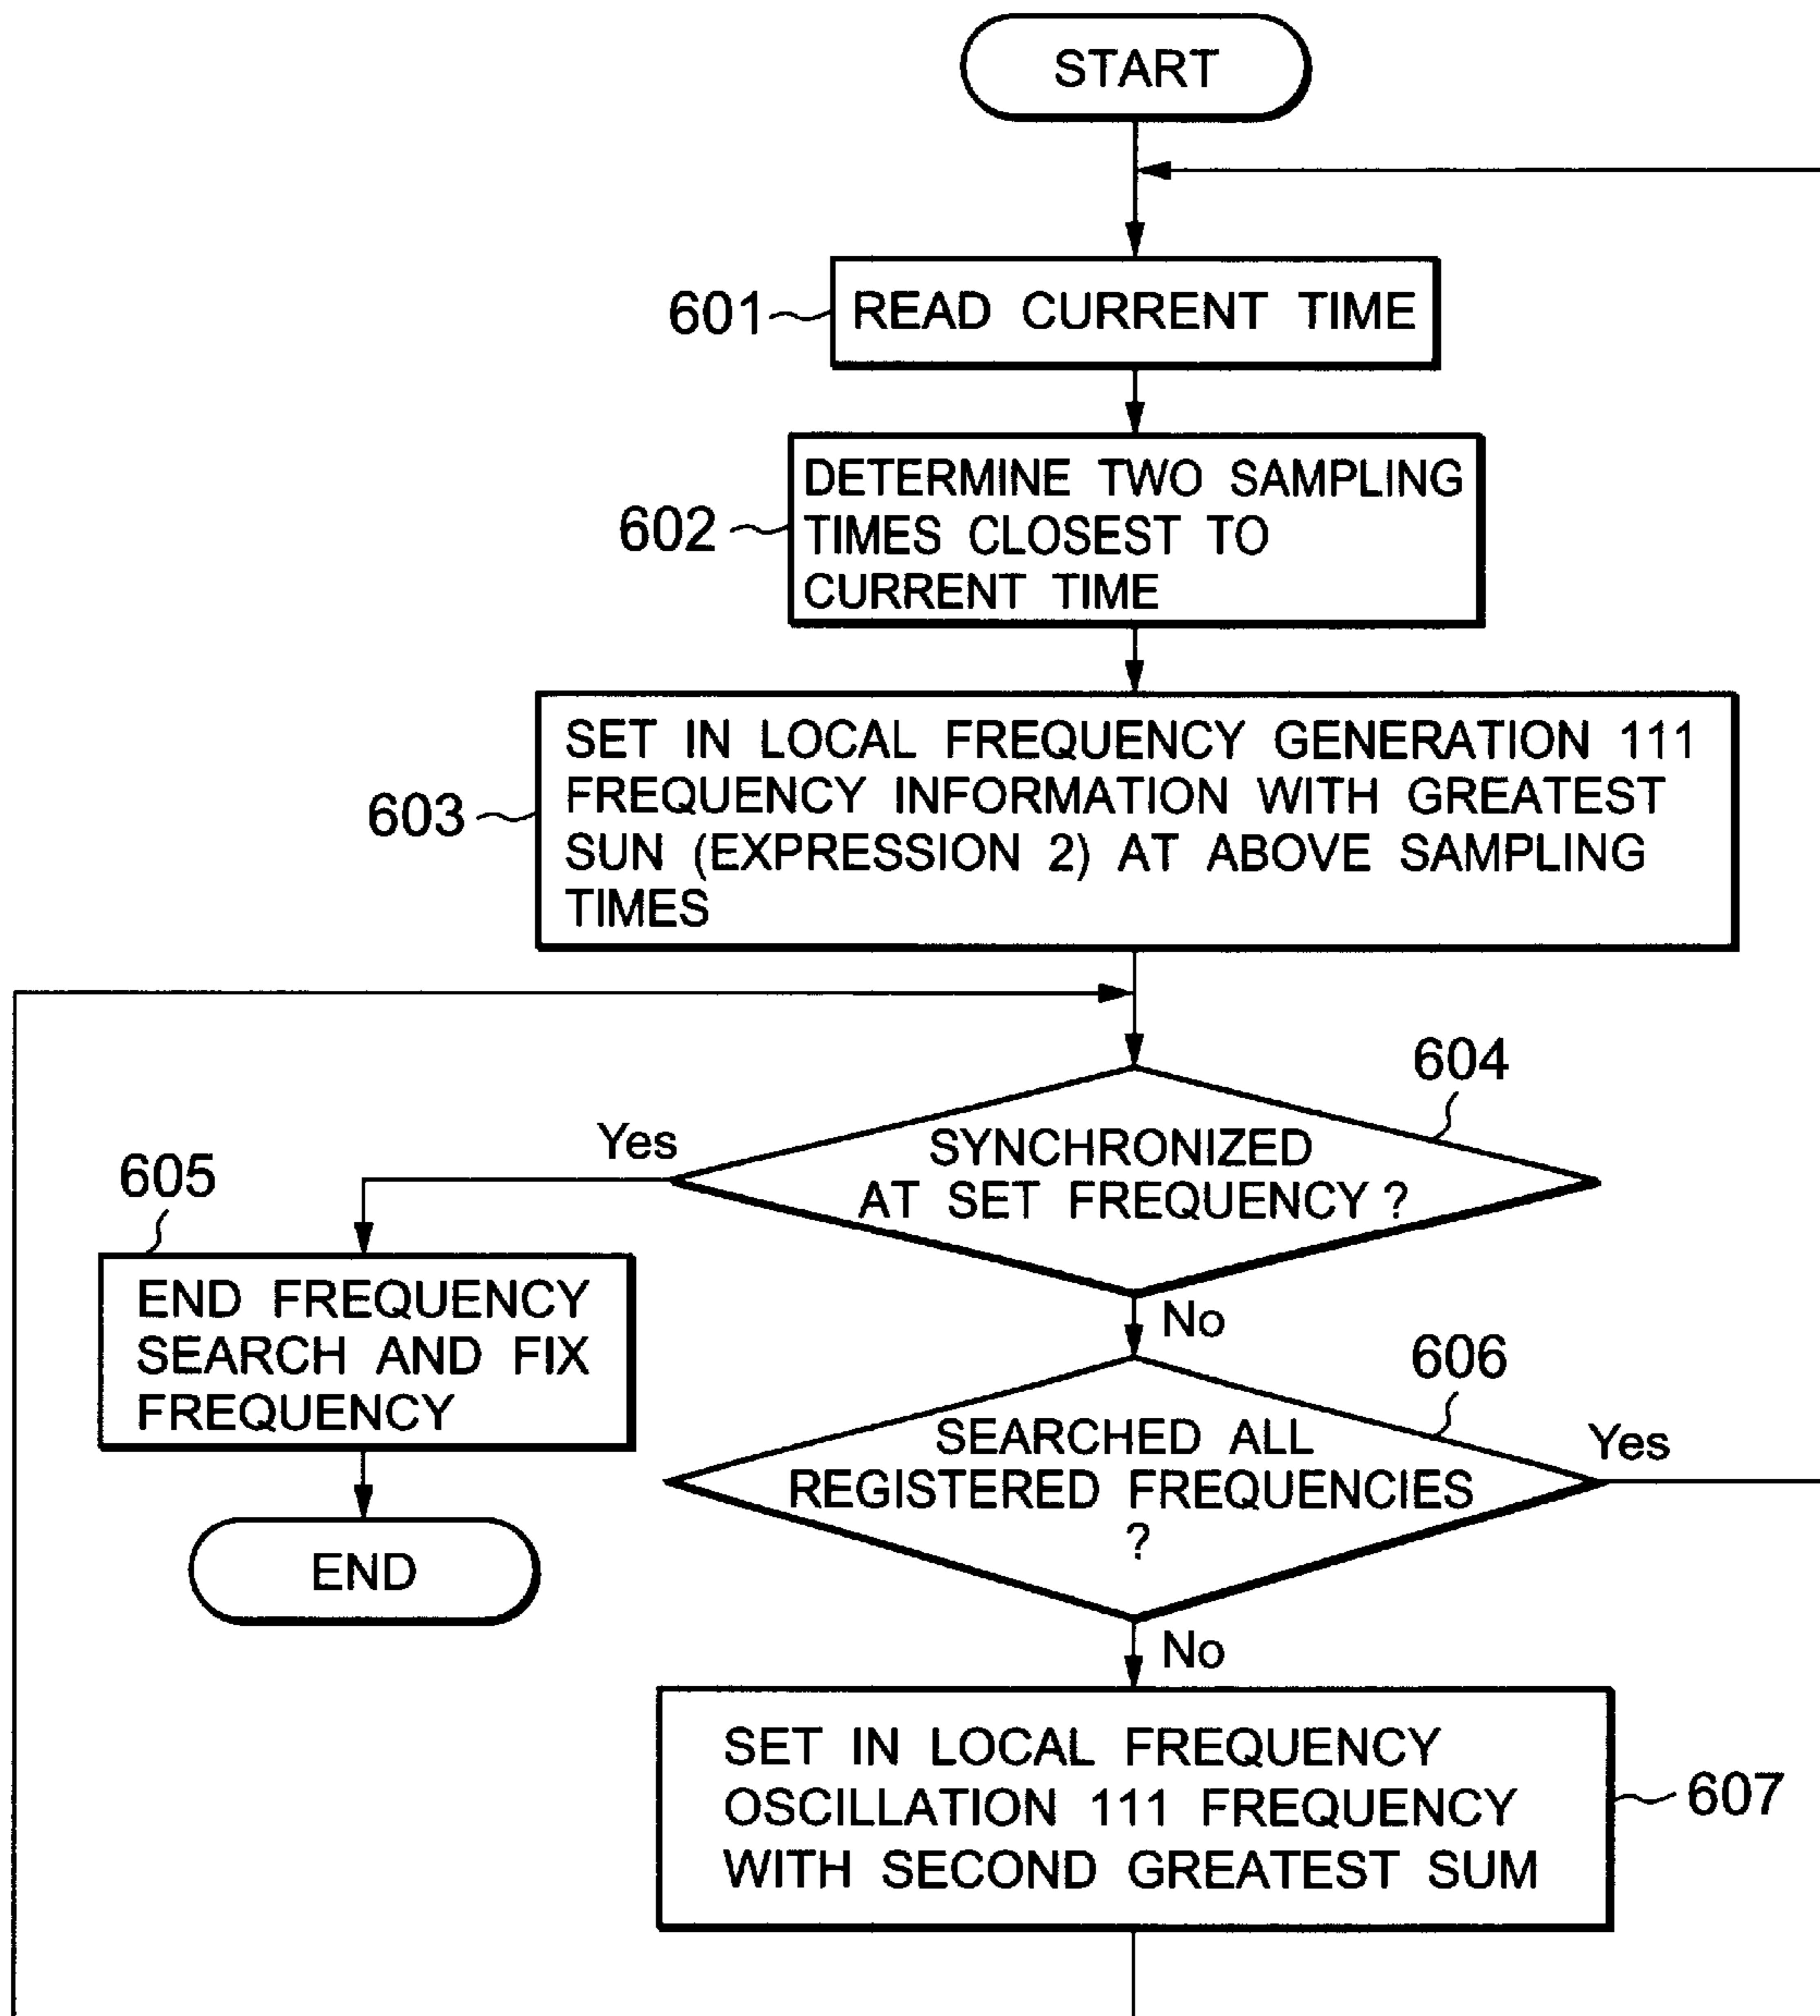 START
601
READ CURRENT TIME
602
DETERMINE TWO SAMPLING
TIMES CLOSEST TO
CURRENT TIME
603
SET IN LOCAL FREQUENCY GENERATION 111
FREQUENCY INFORMATION WITH GREATEST
SUN (EXPRESSION 2) AT ABOVE SAMPLING
TIMES
604
Yes
SYNCHRONIZED
AT SET FREQUENCY ?
605
END FREQUENCY
SEARCH AND FIX
FREQUENCY
No
606
SEARCHED ALL
REGISTERED FREQUENCIES
?
Yes
END
No
SET IN LOCAL FREQUENCY
OSCILLATION 111 FREQUENCY
WITH SECOND GREATEST SUM
607